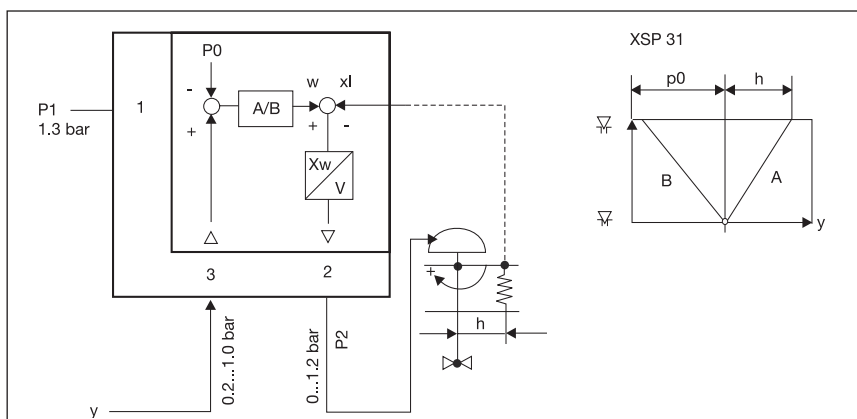 XSP 31
P0
w xl
p0 h
-
P1 1 A/B
1.3 bar
+ + -
Xw
V
B A
y
3 2
+
0.2...1.0 bar
0...1.2 bar
P2
h
y